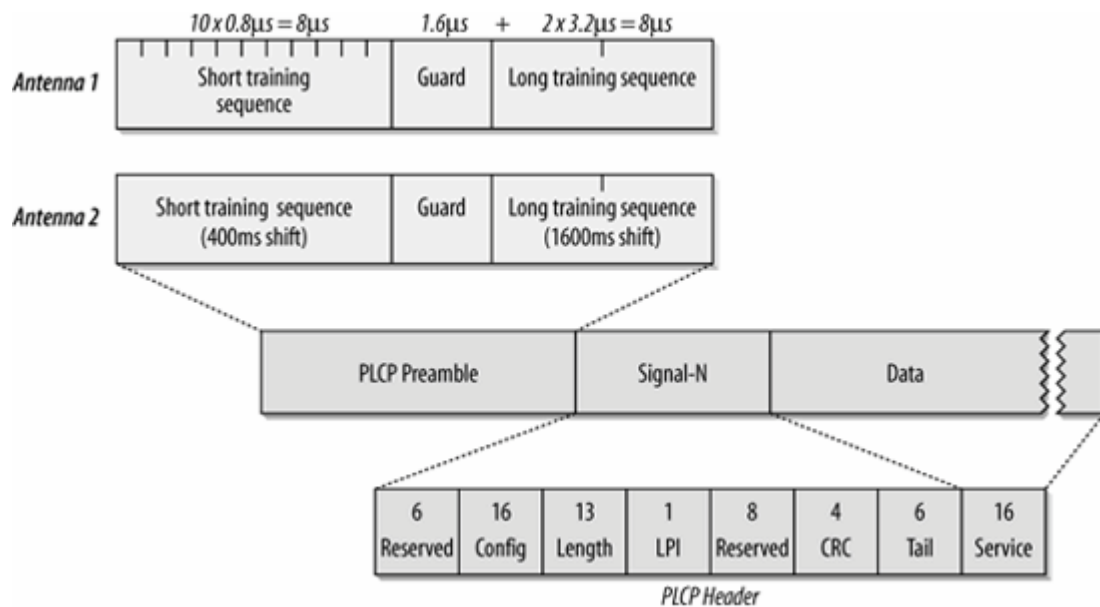 10 x 0.8µs = 8µs 1.6µs + 2 x 3.2µs = 8µs
Antenna 1
Short training
sequence
Guard
Long training sequence
Antenna 2
Short training sequence
(400ms shift)
Guard
Long training sequence
(1600ms shift)
PLCP Preamble
Signal-N
Data
6
Reserved
16
Config
13
Length
1
LPI
8
Reserved
4
CRC
6
Tail
16
Service
PLCP Header